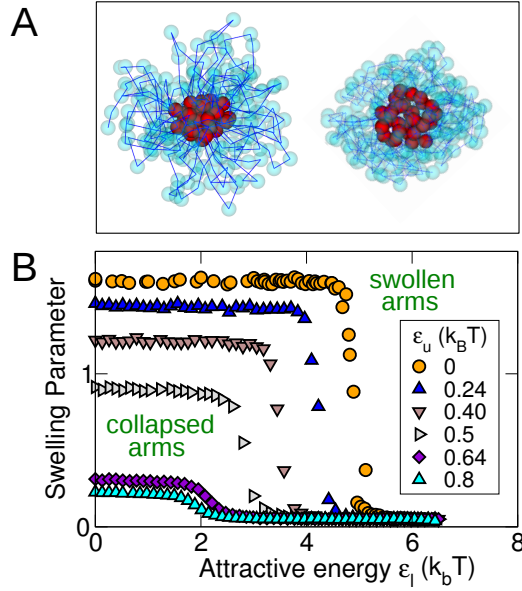 A
B
swollen
arms
ε_u (k_BT)
0
0.24
0.40
0.5
0.64
0.8
collapsed
arms
Swelling Parameter
1
0 2 4 6 8
Attractive energy ε_l (k_bT)